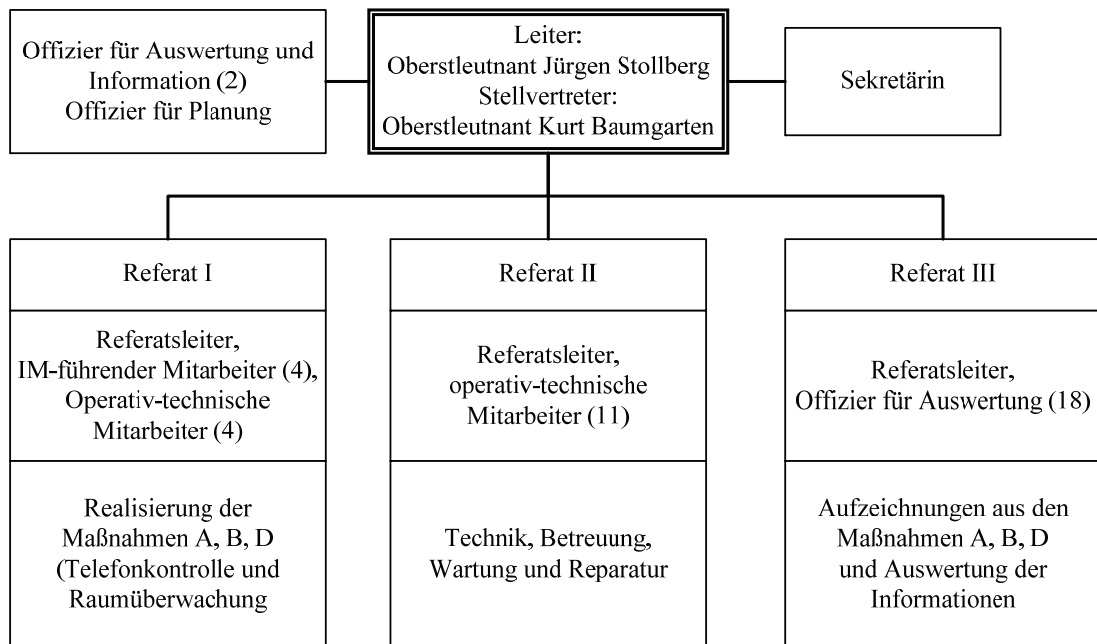 Offizier für Auswertung und
Information (2)
Offizier für Planung
Leiter:
Oberstleutnant Jürgen Stollberg
Stellvertreter:
Oberstleutnant Kurt Baumgarten
Sekretärin
Referat I
Referatsleiter,
IM-führender Mitarbeiter (4),
Operativ-technische
Mitarbeiter (4)
Realisierung der
Maßnahmen A, B, D
(Telefonkontrolle und
Raumüberwachung
Referat II
Referatsleiter,
operativ-technische
Mitarbeiter (11)
Technik, Betreuung,
Wartung und Reparatur
Referat III
Referatsleiter,
Offizier für Auswertung (18)
Aufzeichnungen aus den
Maßnahmen A, B, D
und Auswertung der
Informationen